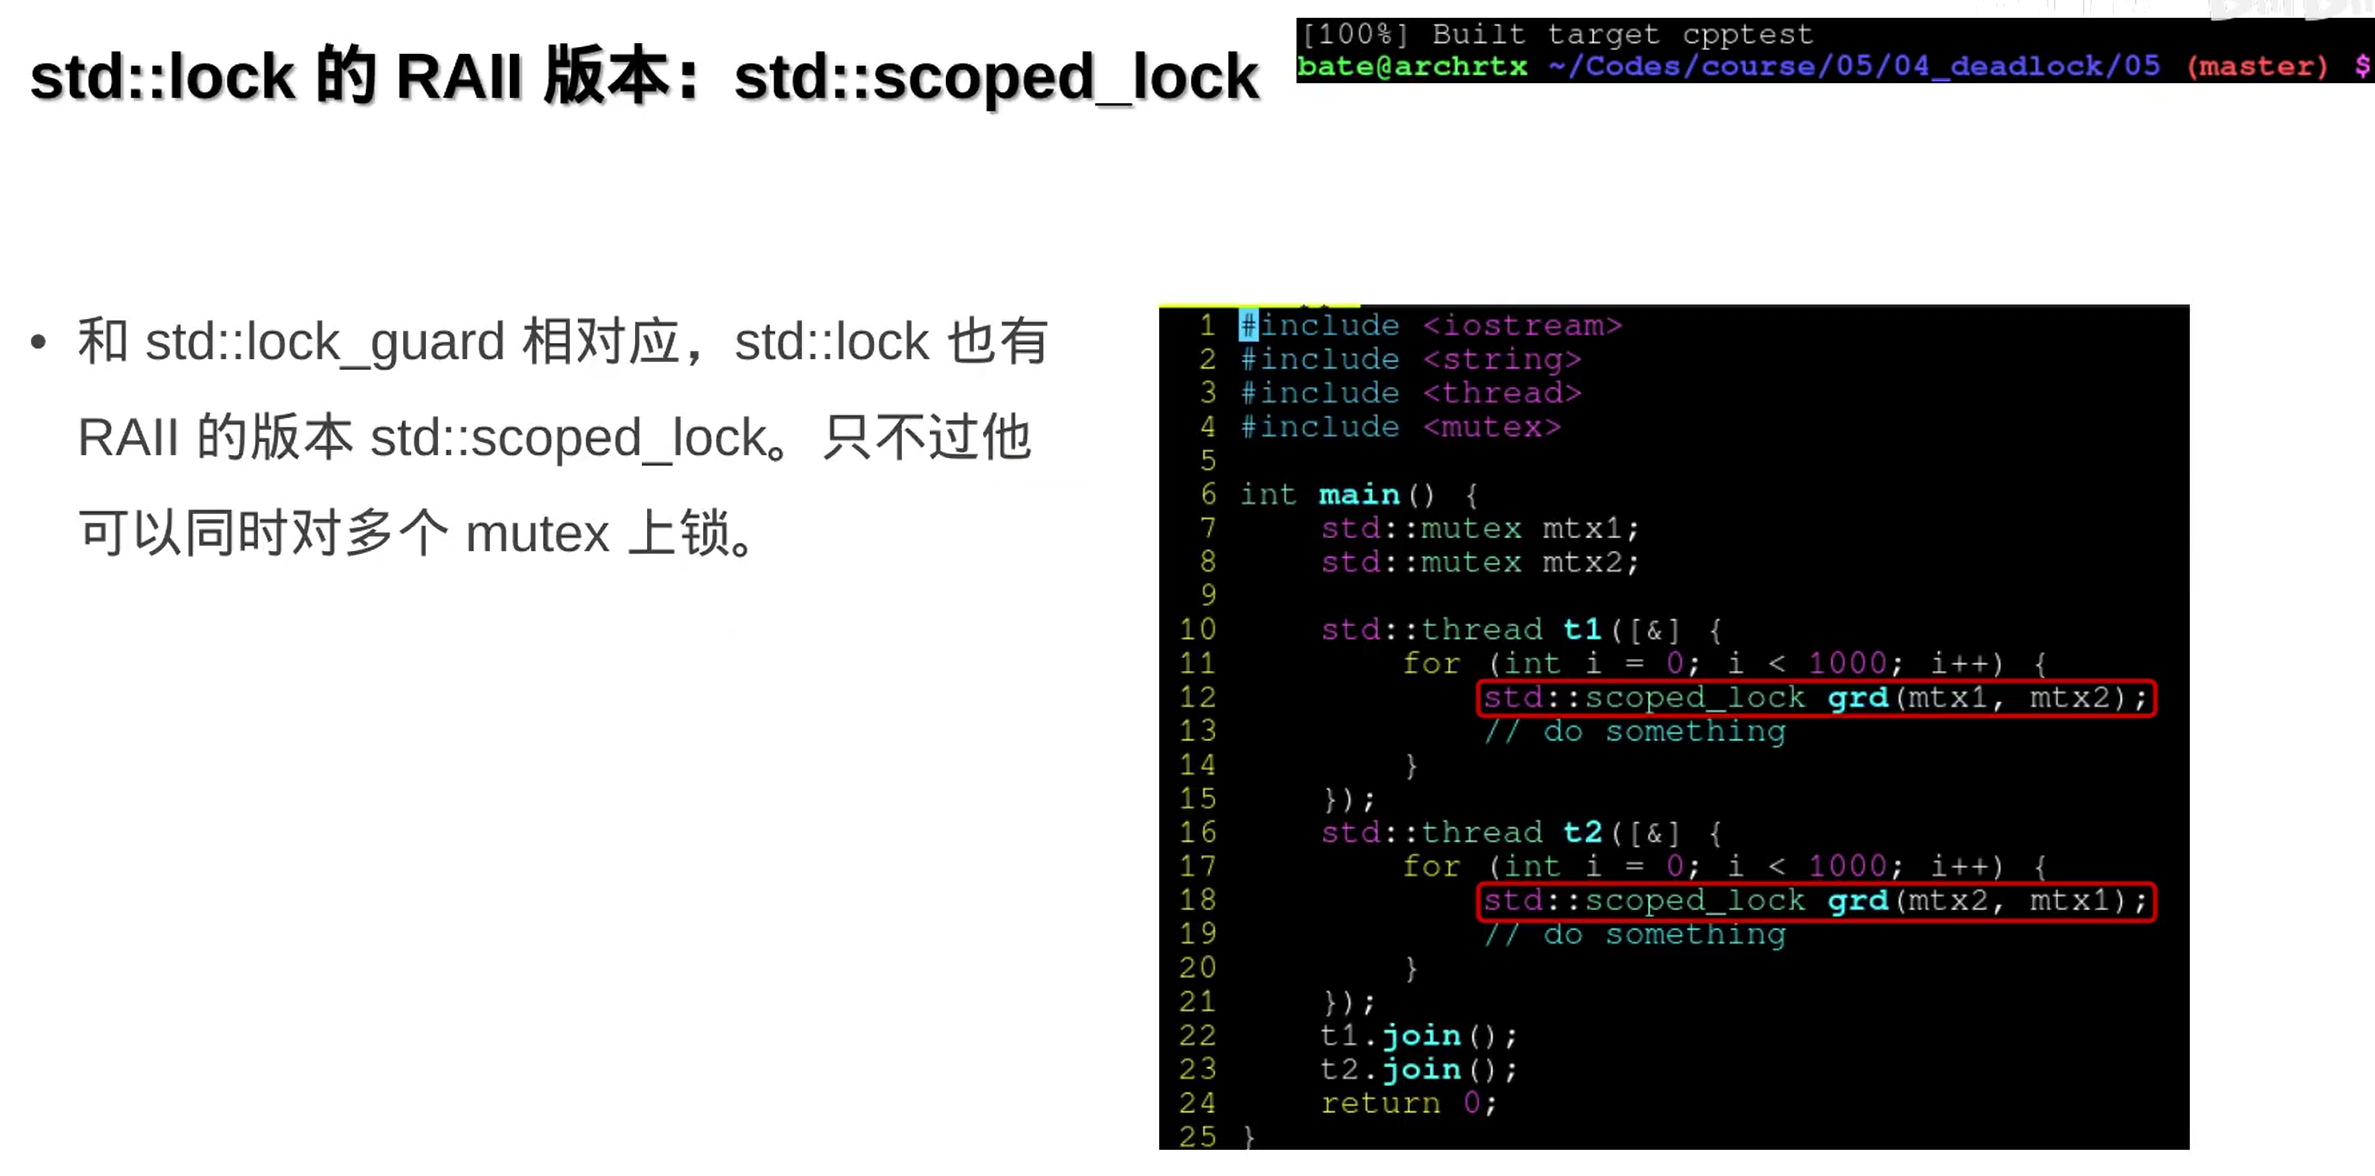 std::lock 的 RAII 版本：std::scoped_lock
[100%] Built target cpptest
bate@archrtx ~/Codes/course/05/04_deadlock/05 (master) $
• 和 std::lock_guard 相对应，std::lock 也有
RAII 的版本 std::scoped_lock。只不过他
可以同时对多个 mutex 上锁。
1 #include <iostream>
2 #include <string>
3 #include <thread>
4 #include <mutex>
5
6 int main() {
7     std::mutex mtx1;
8     std::mutex mtx2;
9
10     std::thread t1([&] {
11         for (int i = 0; i < 1000; i++) {
12             std::scoped_lock grd(mtx1, mtx2);
13             // do something
14         }
15     });
16     std::thread t2([&] {
17         for (int i = 0; i < 1000; i++) {
18             std::scoped_lock grd(mtx2, mtx1);
19             // do something
20         }
21     });
22     t1.join();
23     t2.join();
24     return 0;
25 }